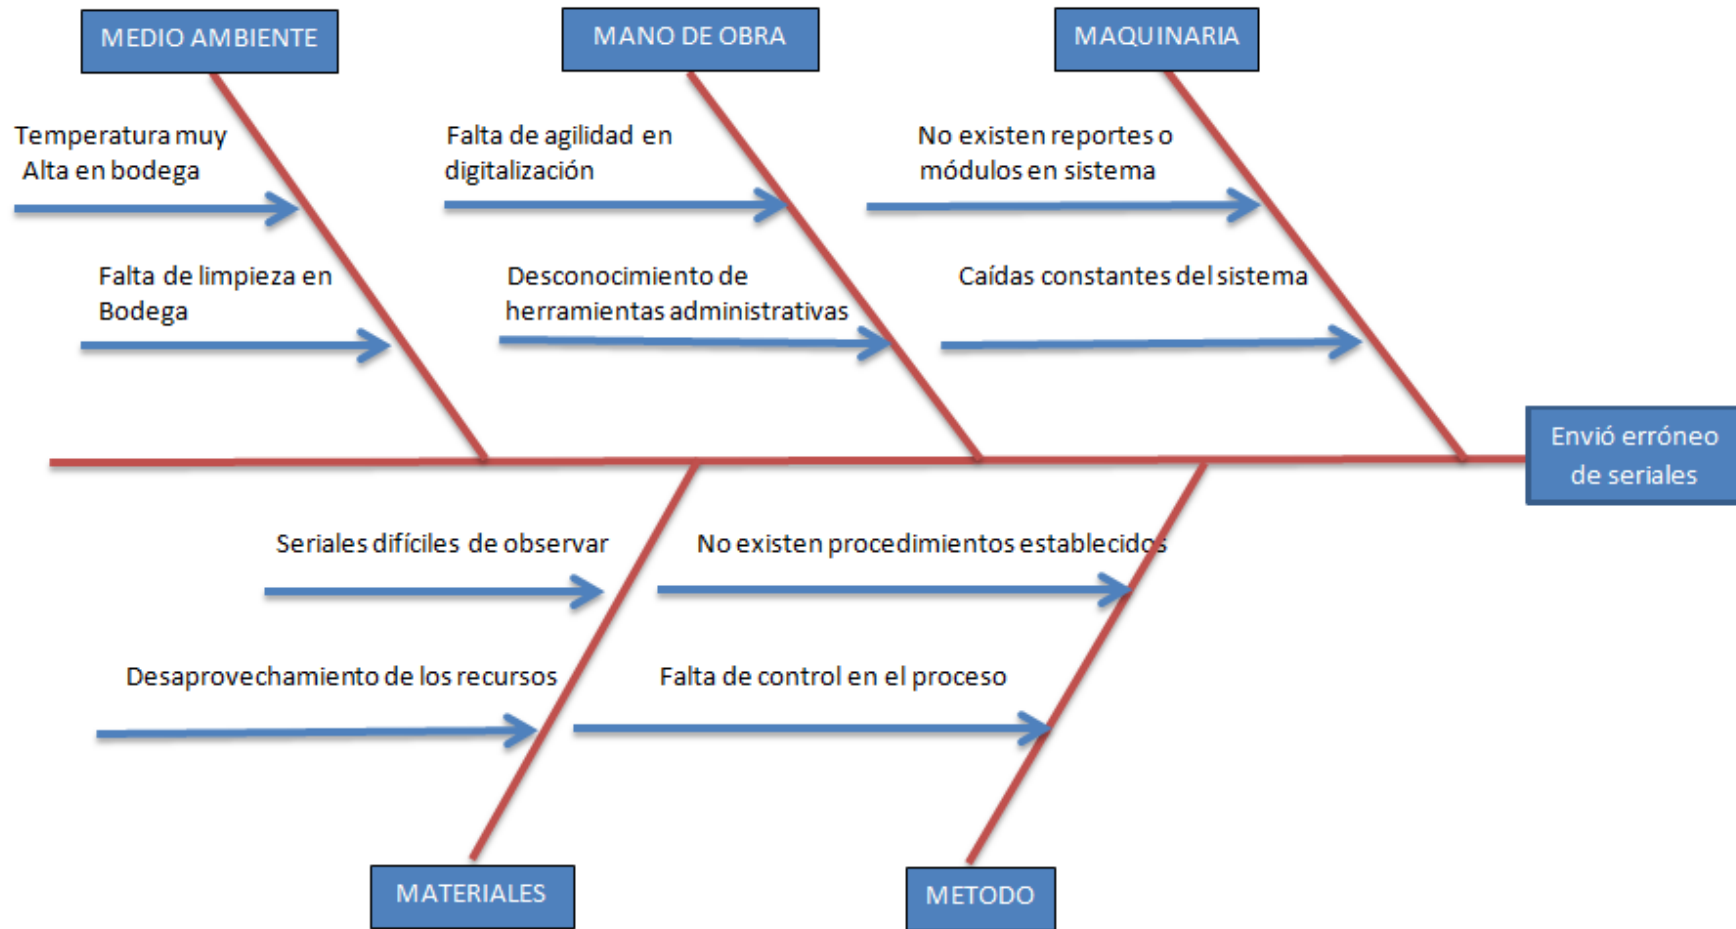 MEDIO AMBIENTE
MANO DE OBRA
MAQUINARIA
Temperatura muy
Alta en bodega
Falta de agilidad en
digitalización
No existen reportes o
módulos en sistema
Falta de limpieza en
Bodega
Desconocimiento de
herramientas administrativas
Caídas constantes del sistema
Envió erróneo
de seriales
Seriales difíciles de observar
No existen procedimientos establecidos
Desaprovechamiento de los recursos
Falta de control en el proceso
MATERIALES
METODO